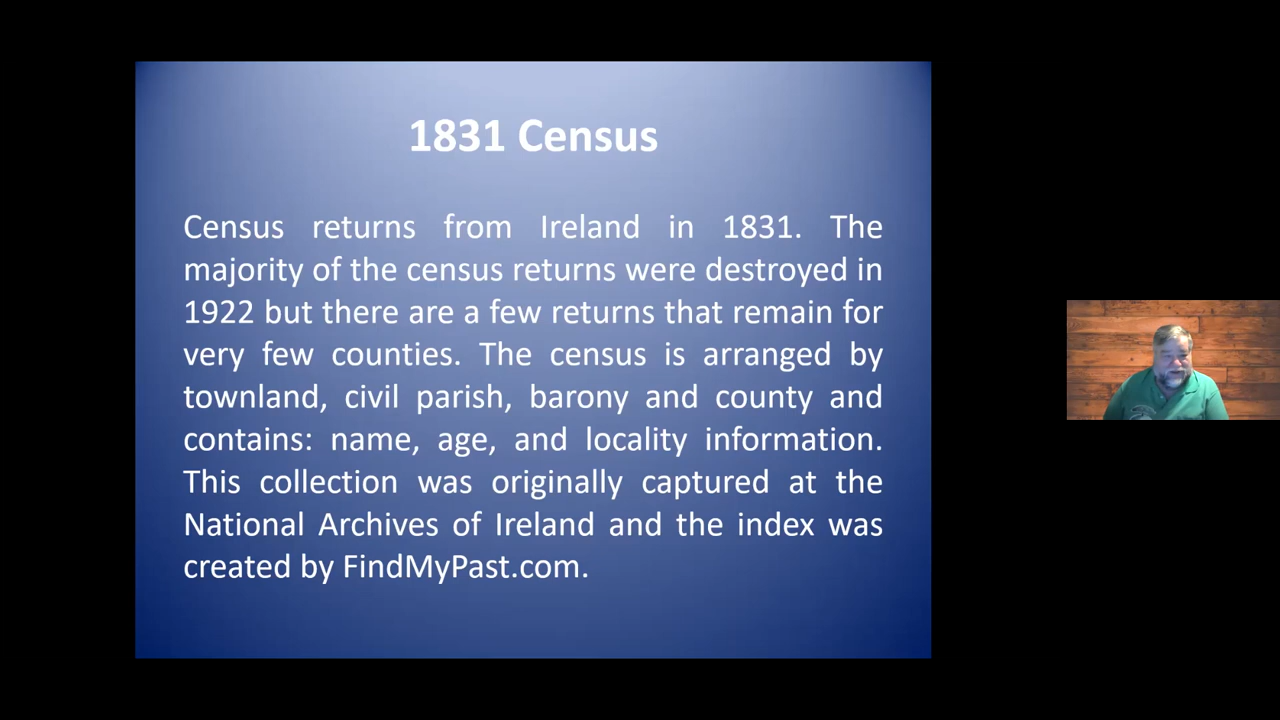 1831 Census
Census returns from Ireland in 1831. The
majority of the census returns were destroyed in
1922 but there are a few returns that remain for
very few counties. The census is arranged by
townland, civil parish, barony and county and
contains: name, age, and locality information.
This collection was originally captured at the
National Archives of Ireland and the index was
created by FindMyPast.com.